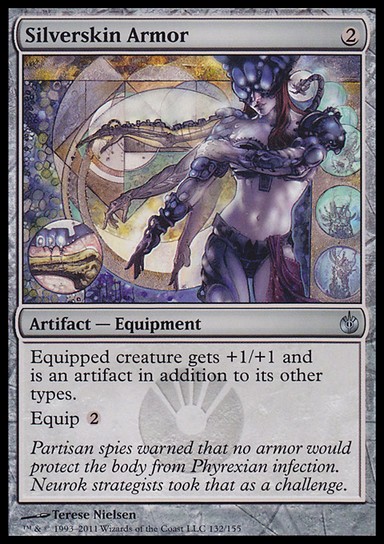 Silverskin Armor 2
Artifact — Equipment
Equipped creature gets +1/+1 and
is an artifact in addition to its other
types.
Equip 2
Partisan spies warned that no armor would
protect the body from Phyrexian infection.
Neurok strategists took that as a challenge.
Terese Nielsen
™ & © 1993–2011 Wizards of the Coast LLC 132/155